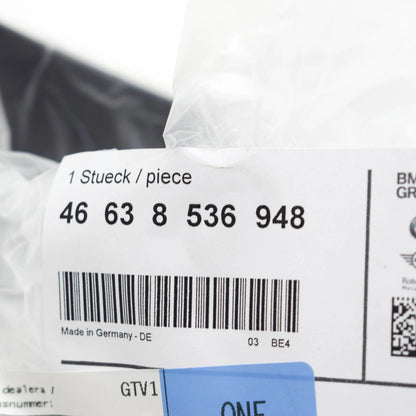 1 Stueck / piece
BM
GR
46 63 8 536 948
Made in Germany - DE
03 BE4
dealera /
snummer:
GTV1
ONE